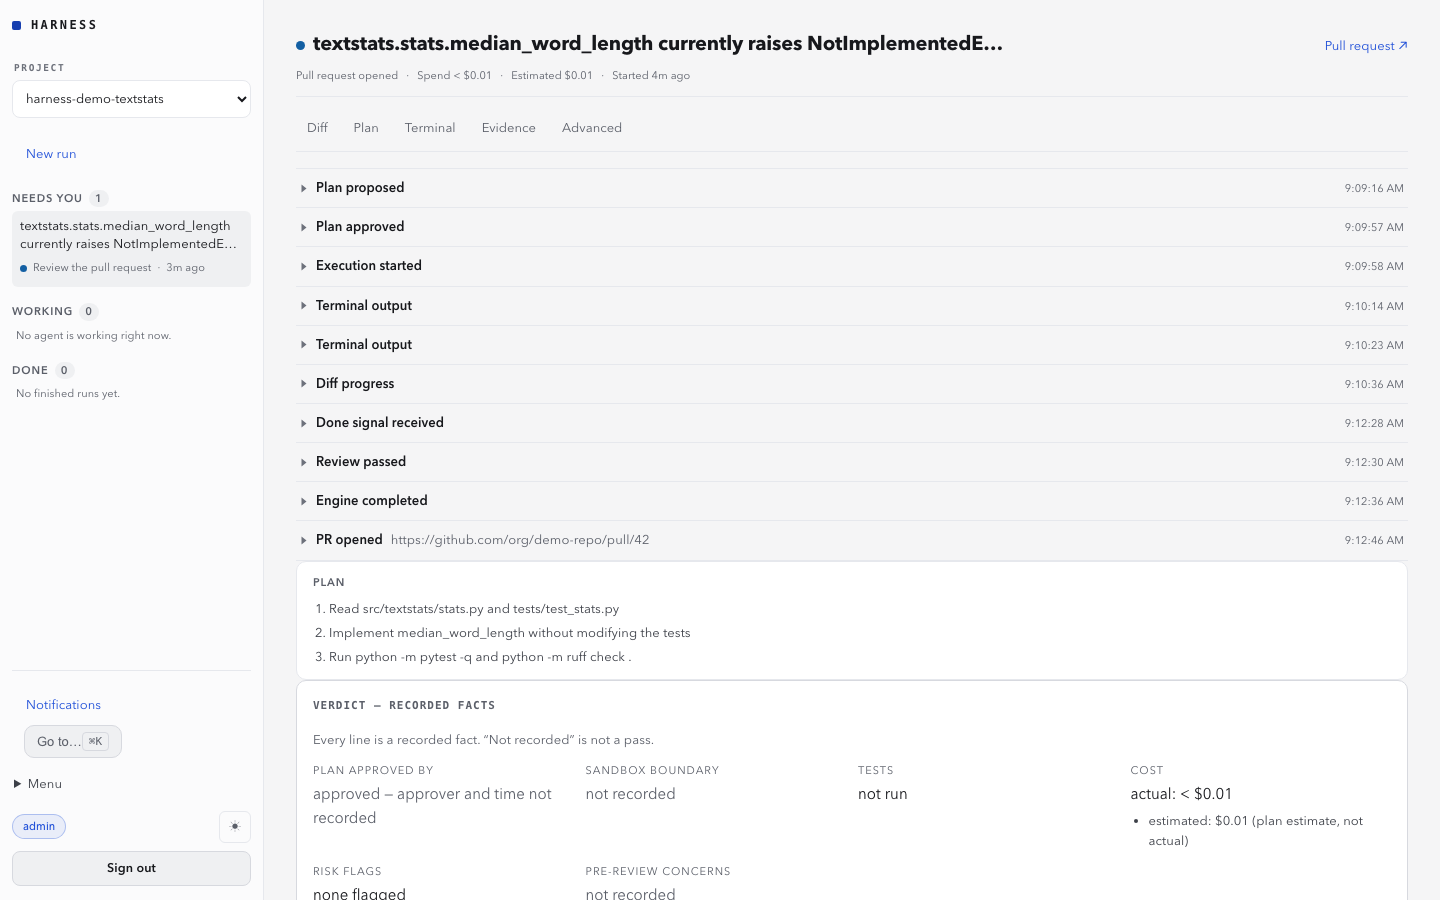 HARNESS
PROJECT
harness-demo-textstats
New run
NEEDS YOU 1
textstats.stats.median_word_length
currently raises NotImplementedE...
Review the pull request · 3m ago
WORKING 0
No agent is working right now.
DONE 0
No finished runs yet.
Notifications
Go to... ⌘K
Menu
admin
Sign out
textstats.stats.median_word_length currently raises NotImplementedE...
Pull request ↗
Pull request opened · Spend < $0.01 · Estimated $0.01 · Started 4m ago
Diff Plan Terminal Evidence Advanced
Plan proposed 9:09:16 AM
Plan approved 9:09:57 AM
Execution started 9:09:58 AM
Terminal output 9:10:14 AM
Terminal output 9:10:23 AM
Diff progress 9:10:36 AM
Done signal received 9:12:28 AM
Review passed 9:12:30 AM
Engine completed 9:12:36 AM
PR opened https://github.com/org/demo-repo/pull/42 9:12:46 AM
PLAN
1. Read src/textstats/stats.py and tests/test_stats.py
2. Implement median_word_length without modifying the tests
3. Run python -m pytest -q and python -m ruff check .
VERDICT — RECORDED FACTS
Every line is a recorded fact. “Not recorded” is not a pass.
PLAN APPROVED BY
approved — approver and time not
recorded
SANDBOX BOUNDARY
not recorded
TESTS
not run
COST
actual: < $0.01
• estimated: $0.01 (plan estimate, not
actual)
RISK FLAGS
none flagged
PRE-REVIEW CONCERNS
not recorded